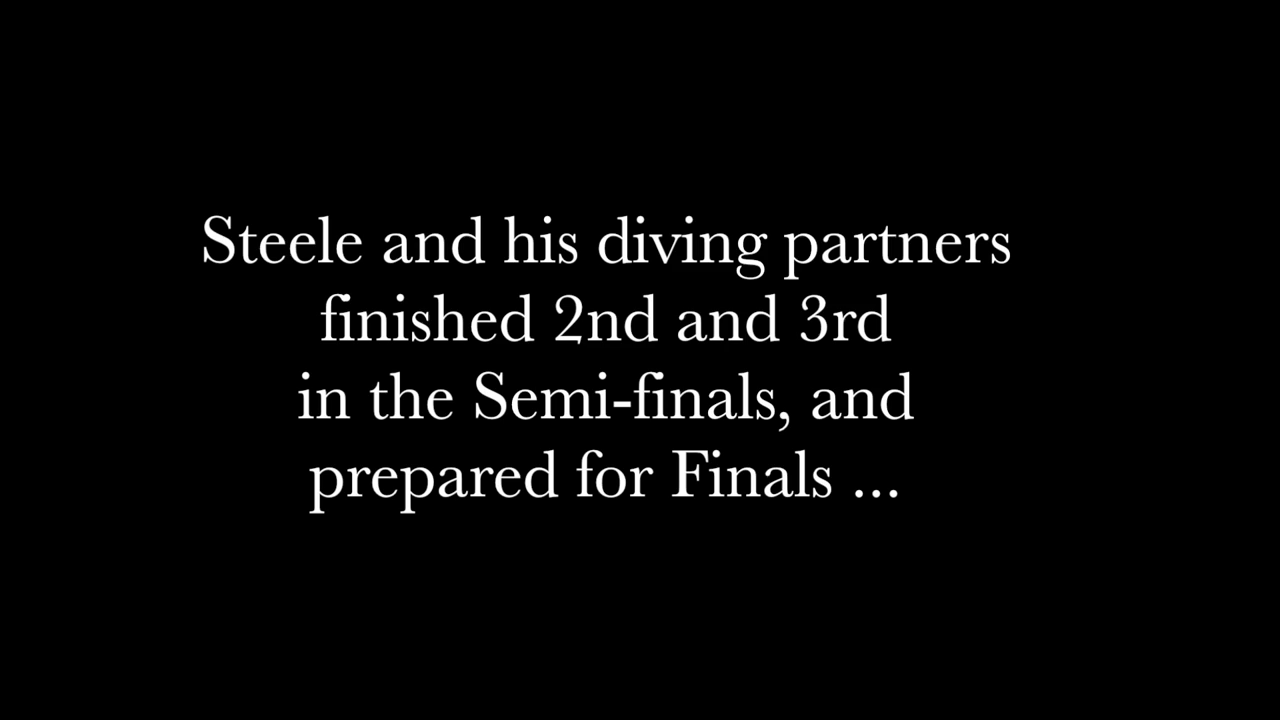 Steele and his diving partners
finished 2nd and 3rd
in the Semi-finals, and
prepared for Finals ...